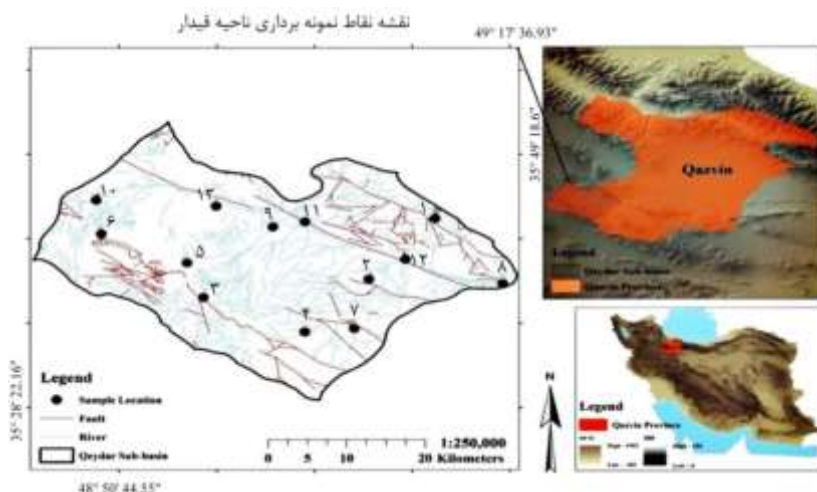 نقشه نقاط نمونه برداری ناحیه قیدار
49° 17' 36.93"
35° 49' 18.6"
۱۰
۱۳
۹
۱۱
۱
۶
۵
۱۲
۲
۸
۳
۴
۷
Legend
Sample Location
Fault
River
Qeydar Sub-basin
0 5 10 20
1:250,000
Kilometers
35° 28' 22.16"
48° 50' 44.55"
N
Qazvin
Legend
Qeydar Sub-basin
Qazvin Province
Legend
Qazvin Province